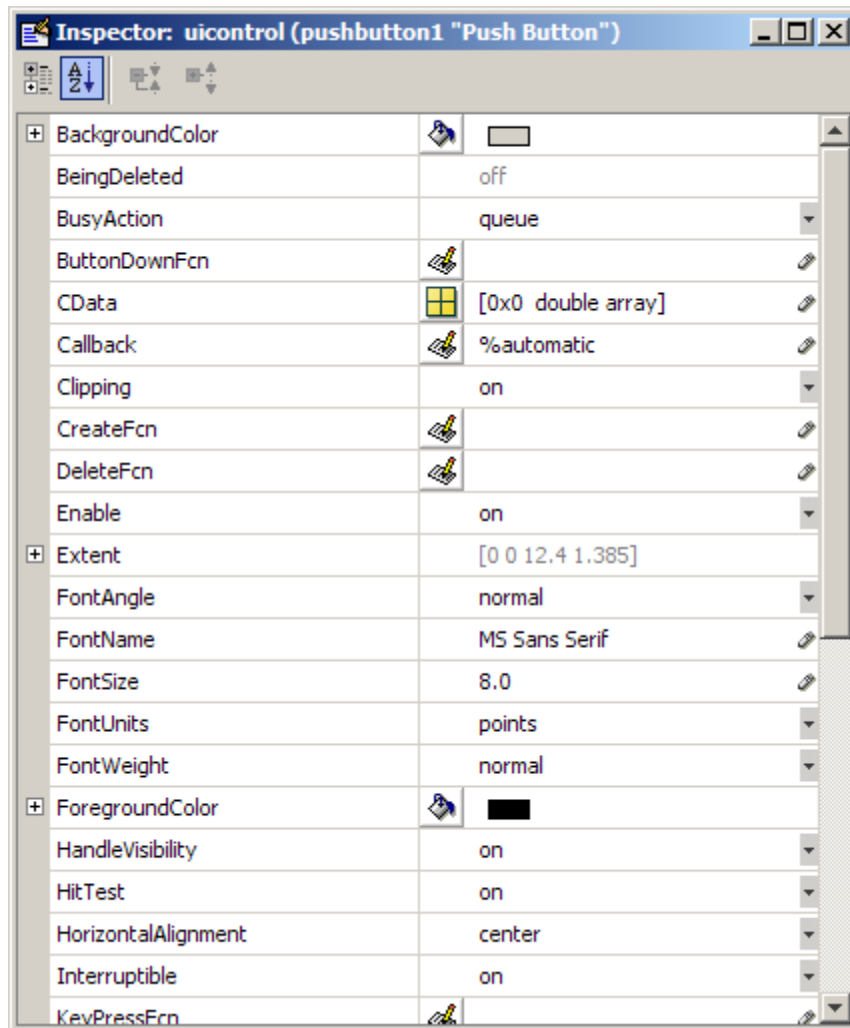 Inspector: uicontrol (pushbutton1 "Push Button")
BackgroundColor
BeingDeleted off
BusyAction queue
ButtonDownFcn
CData [0x0 double array]
Callback %automatic
Clipping on
CreateFcn
DeleteFcn
Enable on
Extent [0 0 12.4 1.385]
FontAngle normal
FontName MS Sans Serif
FontSize 8.0
FontUnits points
FontWeight normal
ForegroundColor
HandleVisibility on
HitTest on
HorizontalAlignment center
Interruptible on
KeyPressFcn